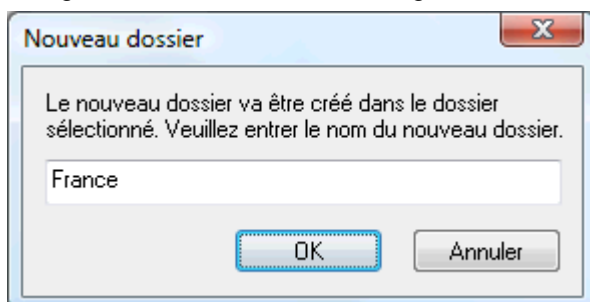 Nouveau dossier
Le nouveau dossier va être créé dans le dossier
sélectionné. Veuillez entrer le nom du nouveau dossier.
France
OK
Annuler